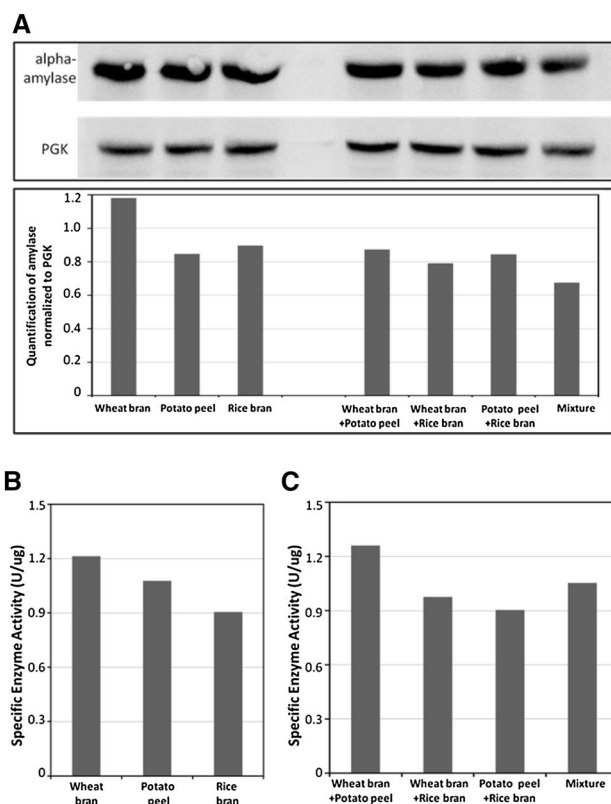 A
alpha-
amylase
PGK
Quantification of amylase
normalized to PGK
1.2
1.0
0.8
0.6
0.4
0.2
0
Wheat bran Potato peel Rice bran Wheat bran Wheat bran Potato peel Mixture
+Potato peel +Rice bran +Rice bran
B
Specific Enzyme Activity (U/ug)
1.5
1.2
0.9
0.6
0.3
0
Wheat Potato Rice
bran peel bran
C
Specific Enzyme Activity (U/ug)
1.5
1.2
0.9
0.6
0.3
0
Wheat bran Wheat bran Potato peel Mixture
+Potato peel +Rice bran +Rice bran